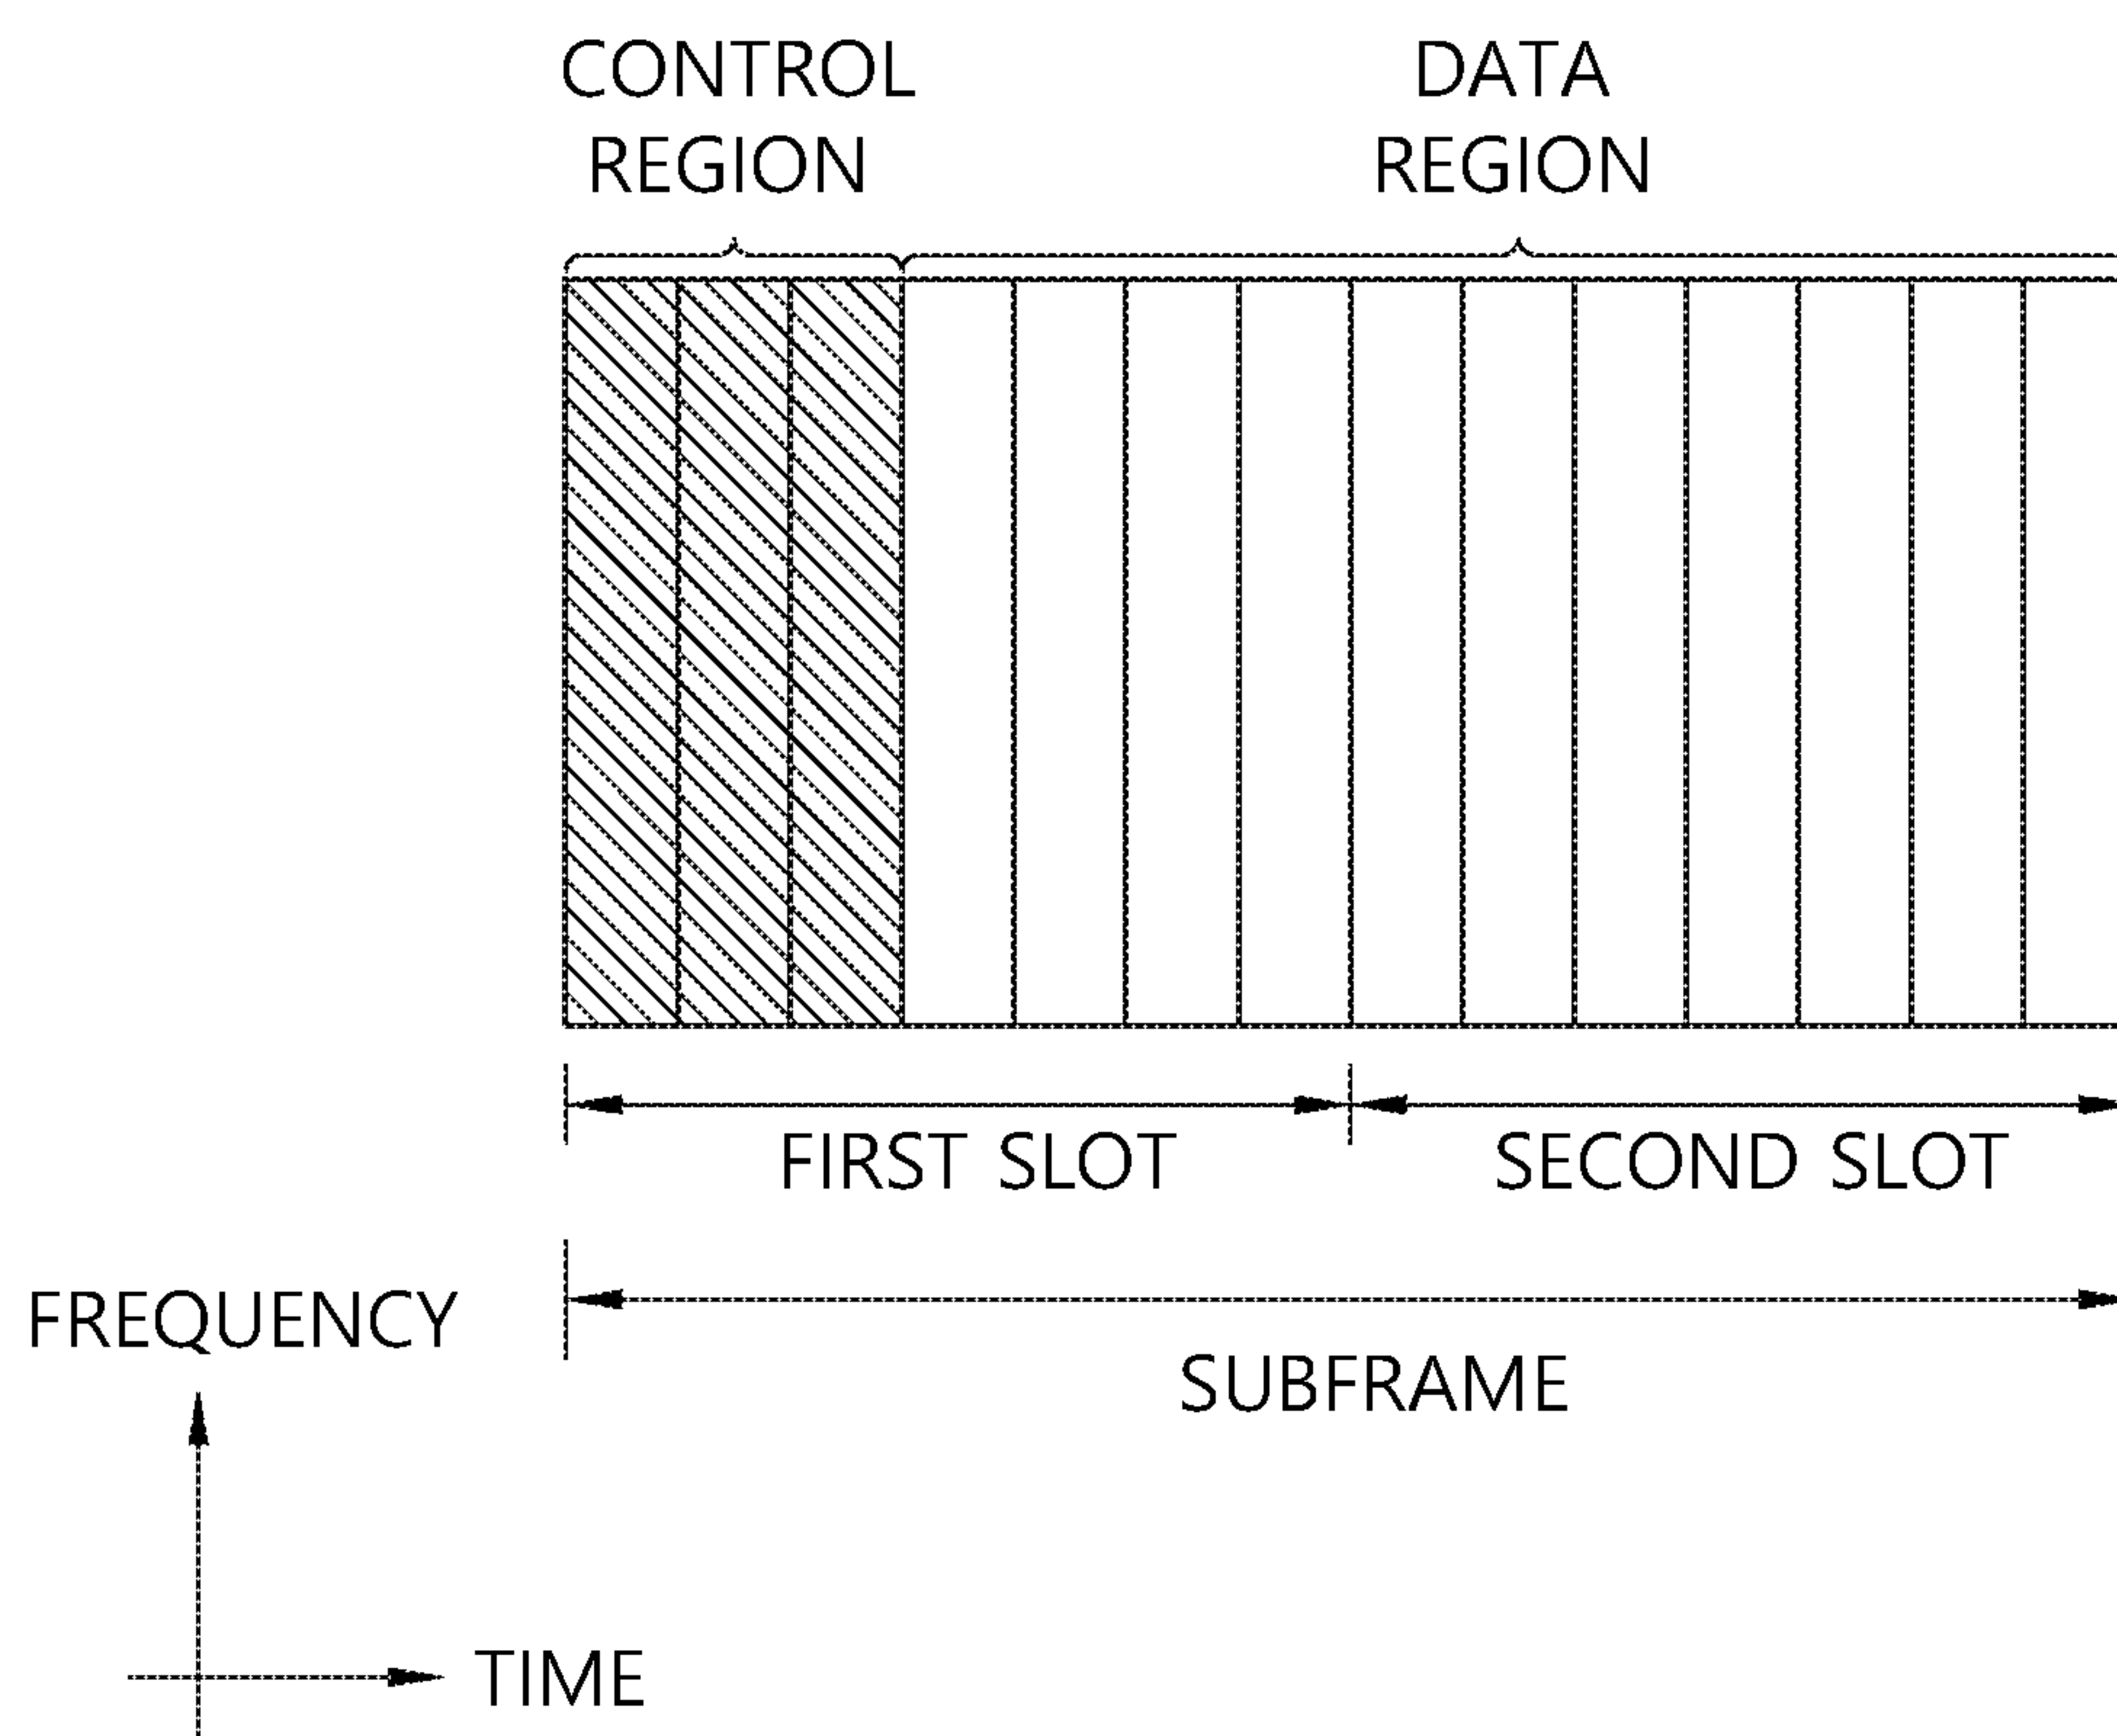 CONTROL
REGION
DATA
REGION
FIRST SLOT
SECOND SLOT
SUBFRAME
FREQUENCY
TIME